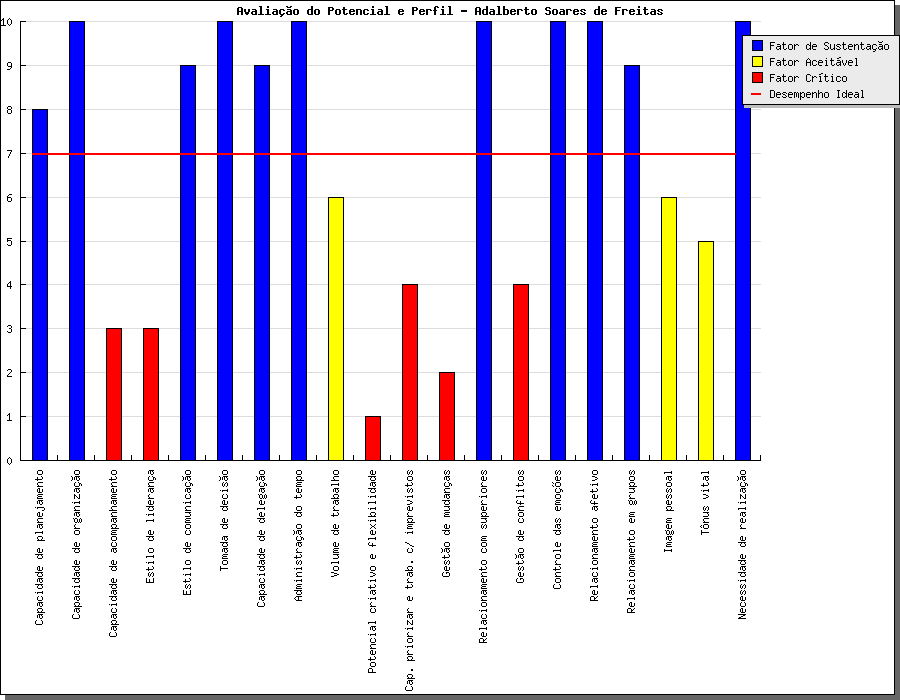 Avaliação do Potencial e Perfil - Adalberto Soares de Freitas
Fator de Sustentação
Fator Aceitável
Fator Crítico
Desempenho Ideal
10
9
8
7
6
5
4
3
2
1
0
Capacidade de planejamento
Capacidade de organização
Capacidade de acompanhamento
Estilo de liderança
Estilo de comunicação
Tomada de decisão
Capacidade de delegação
Administração do tempo
Volume de trabalho
Potencial criativo e flexibilidade
Cap. priorizar e trab. c/ imprevistos
Gestão de mudanças
Relacionamento com superiores
Gestão de conflitos
Controle das emoções
Relacionamento afetivo
Relacionamento em grupos
Imagem pessoal
Tônus vital
Necessidade de realização